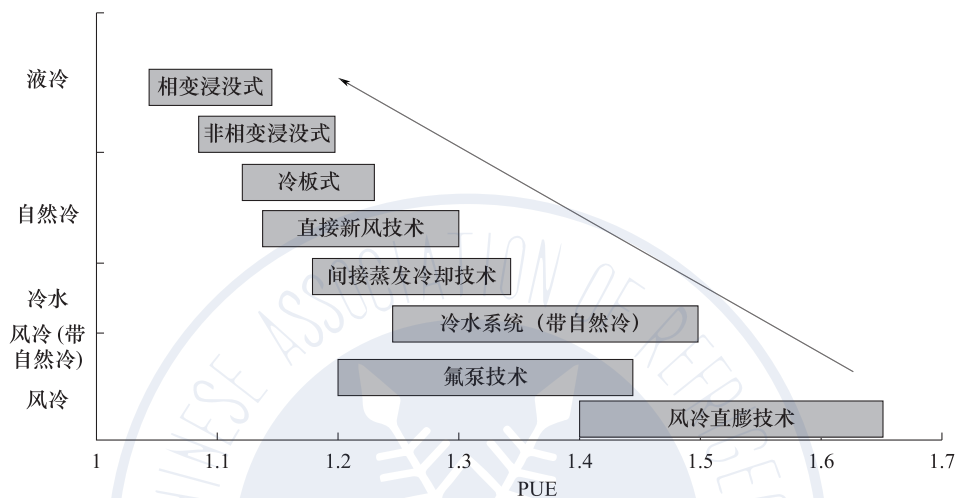 液冷
相变浸没式
非相变浸没式
冷板式
自然冷
直接新风技术
间接蒸发冷却技术
冷水
冷水系统（带自然冷）
风冷 (带
自然冷)
氟泵技术
风冷
风冷直膨技术
1 1.1 1.2 1.3 1.4 1.5 1.6 1.7
PUE
CHINESE ASSOCIATION OF REFRIGE